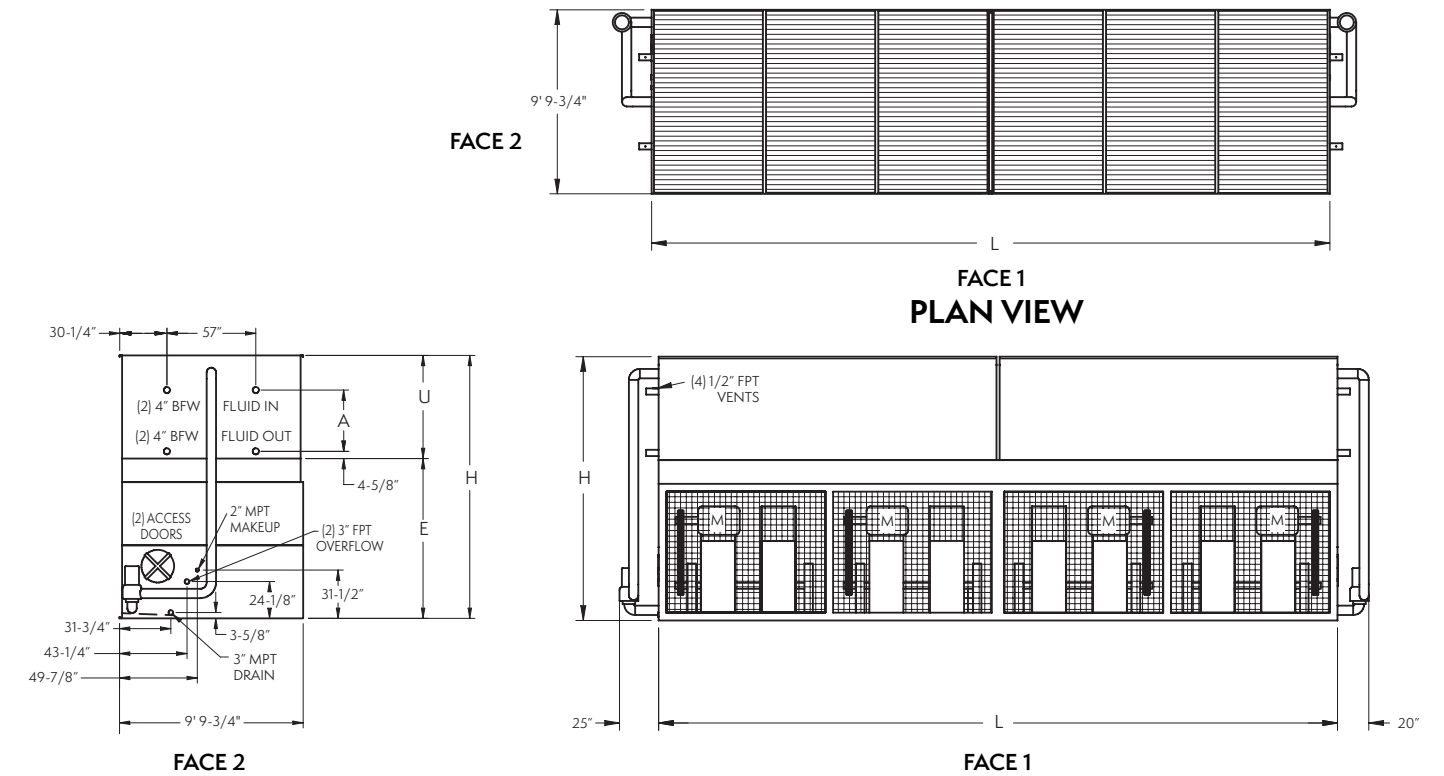 9' 9-3/4"
FACE 2
L
FACE 1
PLAN VIEW
30-1/4"
57"
(2) 4" BFW FLUID IN
(2) 4" BFW FLUID OUT
A
U
H
4-5/8"
E
(2) ACCESS
DOORS
2" MPT
MAKEUP
(2) 3" FPT
OVERFLOW
24-1/8"
31-1/2"
31-3/4"
3-5/8"
43-1/4"
3" MPT
DRAIN
49-7/8"
9' 9-3/4"
FACE 2
H
(4) 1/2" FPT
VENTS
M
M
M
M
25"
L
20"
FACE 1